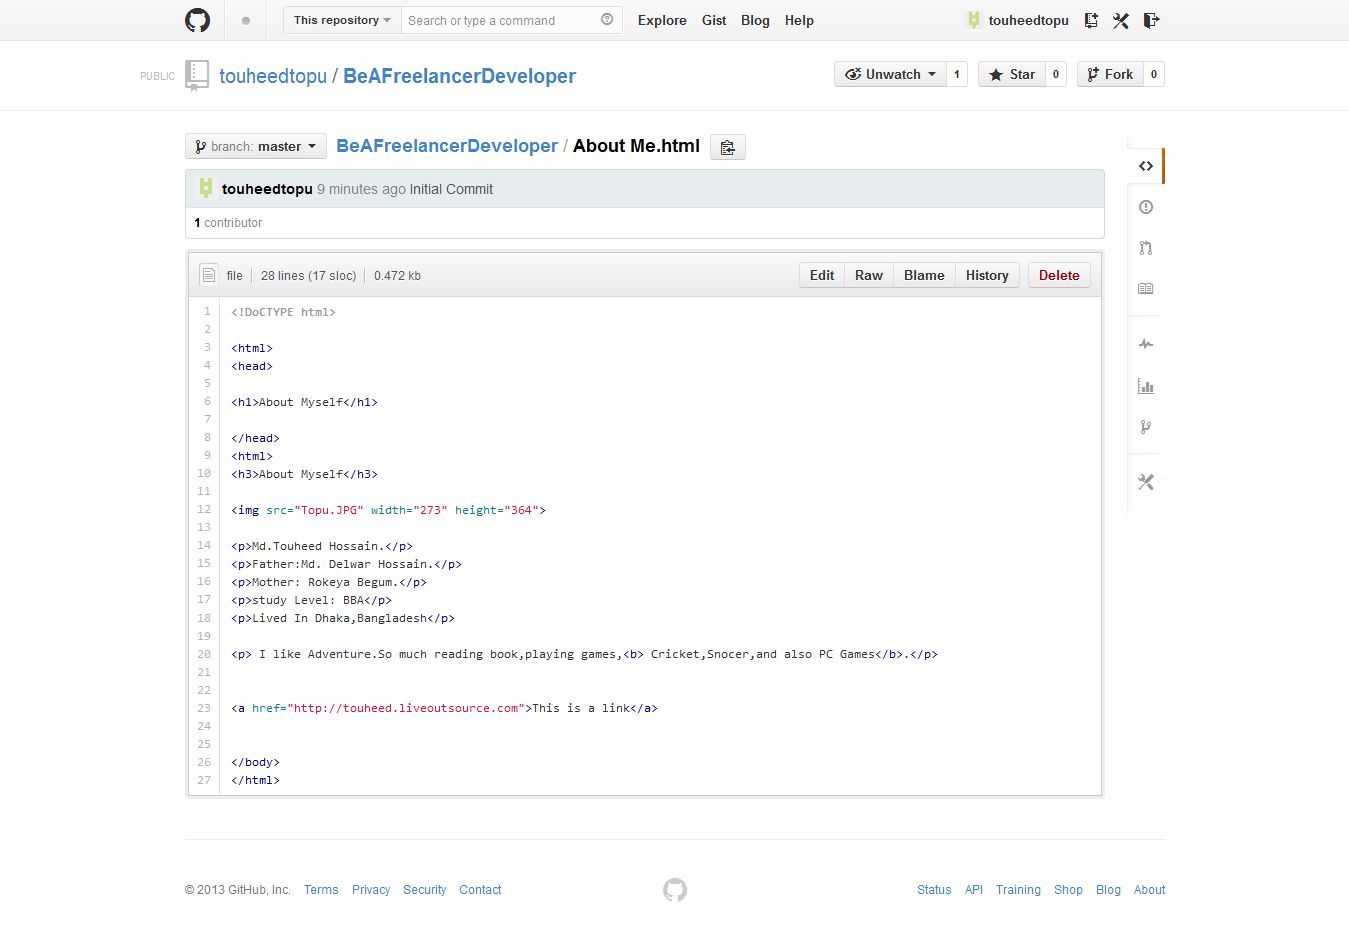 This repository Search or type a command Explore Gist Blog Help touheedtopu
PUBLIC touheedtopu / BeAFreelancerDeveloper Unwatch 1 Star 0 Fork 0
branch: master BeAFreelancerDeveloper / About Me.html
touheedtopu 9 minutes ago Initial Commit
1 contributor
file 28 lines (17 sloc) 0.472 kb Edit Raw Blame History Delete
1 <!DoCTYPE html>
2
3 <html>
4 <head>
5
6 <h1>About Myself</h1>
7
8 </head>
9 <html>
10 <h3>About Myself</h3>
11
12 <img src="Topu.JPG" width="273" height="364">
13
14 <p>Md.Touheed Hossain.</p>
15 <p>Father:Md. Delwar Hossain.</p>
16 <p>Mother: Rokeya Begum.</p>
17 <p>study Level: BBA</p>
18 <p>Lived In Dhaka,Bangladesh</p>
19
20 <p> I like Adventure.So much reading book,playing games,<b> Cricket,Snocer,and also PC Games</b>.</p>
21
22
23 <a href="http://touheed.liveoutsource.com">This is a link</a>
24
25
26 </body>
27 </html>
© 2013 GitHub, Inc. Terms Privacy Security Contact Status API Training Shop Blog About